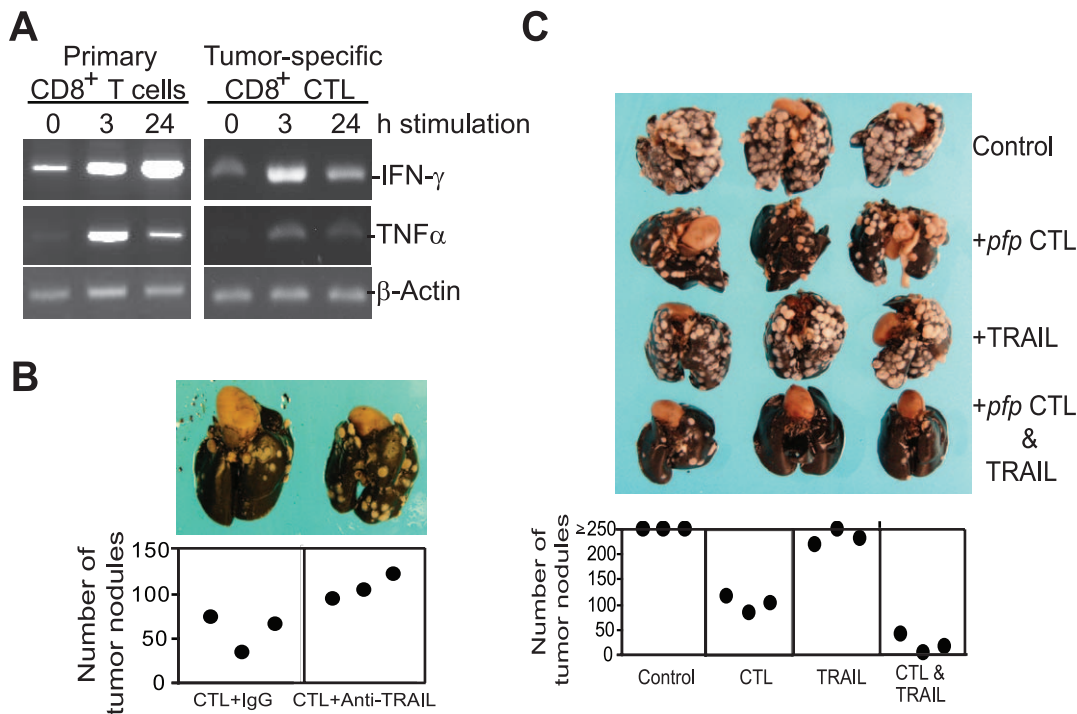 A
Primary
CD8+ T cells
Tumor-specific
CD8+ CTL
0 3 24 0 3 24 h stimulation
-IFN-γ
-TNFα
-β-Actin
B
Number of
tumor nodules
150
100
50
0
CTL+IgG CTL+Anti-TRAIL
C
Control
+pfp CTL
+TRAIL
+pfp CTL
&
TRAIL
Number of
tumor nodules
≥250
200
150
100
50
0
Control CTL TRAIL CTL &
TRAIL